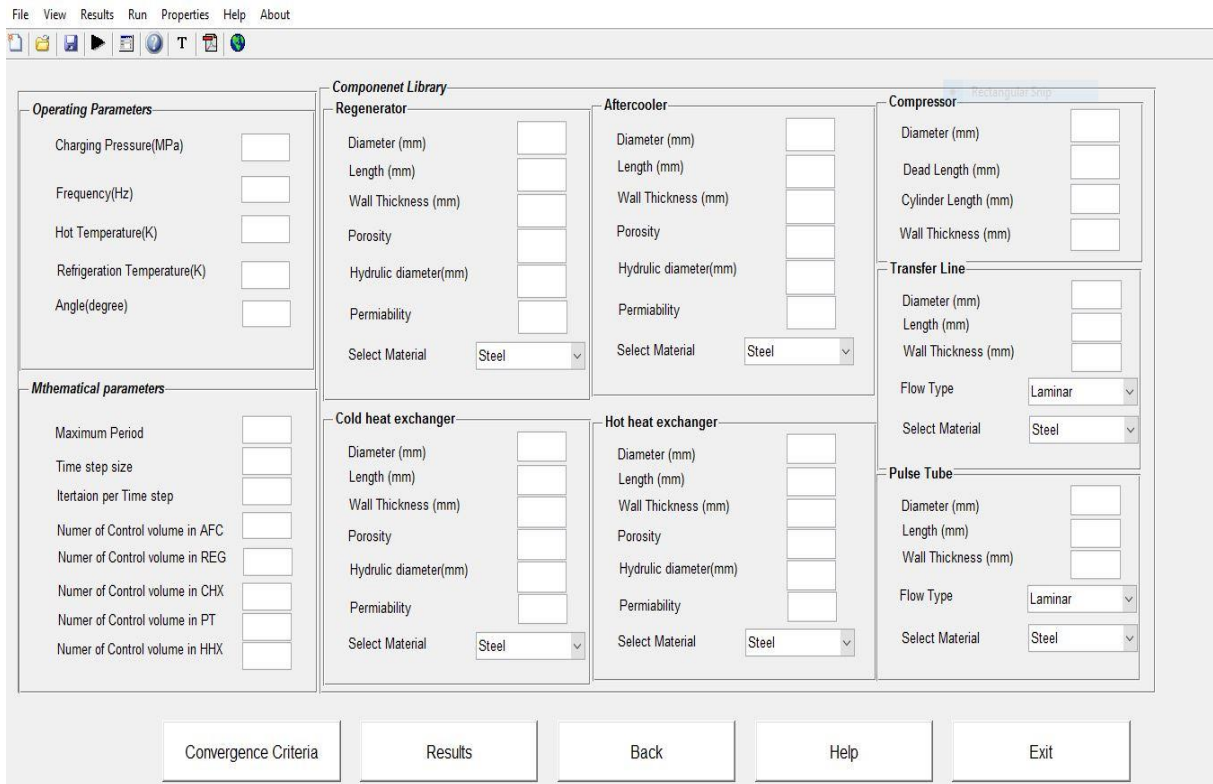 File View Results Run Properties Help About
T
Componenet Library
Operating Parameters
Charging Pressure(MPa)
Frequency(Hz)
Hot Temperature(K)
Refrigeration Temperature(K)
Angle(degree)
Mthematical parameters
Maximum Period
Time step size
Itertaion per Time step
Numer of Control volume in AFC
Numer of Control volume in REG
Numer of Control volume in CHX
Numer of Control volume in PT
Numer of Control volume in HHX
Regenerator
Diameter (mm)
Length (mm)
Wall Thickness (mm)
Porosity
Hydrulic diameter(mm)
Permiability
Select Material Steel
Cold heat exchanger
Diameter (mm)
Length (mm)
Wall Thickness (mm)
Porosity
Hydrulic diameter(mm)
Permiability
Select Material Steel
Aftercooler
Diameter (mm)
Length (mm)
Wall Thickness (mm)
Porosity
Hydrulic diameter(mm)
Permiability
Select Material Steel
Hot heat exchanger
Diameter (mm)
Length (mm)
Wall Thickness (mm)
Porosity
Hydrulic diameter(mm)
Permiability
Select Material Steel
Rectangular Snip
Compressor
Diameter (mm)
Dead Length (mm)
Cylinder Length (mm)
Wall Thickness (mm)
Transfer Line
Diameter (mm)
Length (mm)
Wall Thickness (mm)
Flow Type Laminar
Select Material Steel
Pulse Tube
Diameter (mm)
Length (mm)
Wall Thickness (mm)
Flow Type Laminar
Select Material Steel
Convergence Criteria Results Back Help Exit